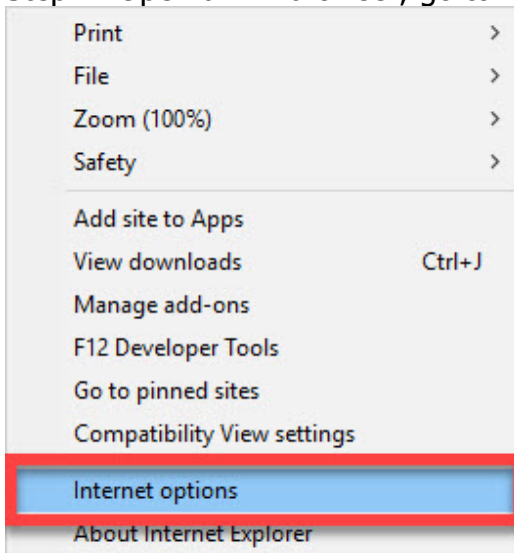 Print
File
Zoom (100%)
Safety
Add site to Apps
View downloads Ctrl+J
Manage add-ons
F12 Developer Tools
Go to pinned sites
Compatibility View settings
Internet options
About Internet Explorer